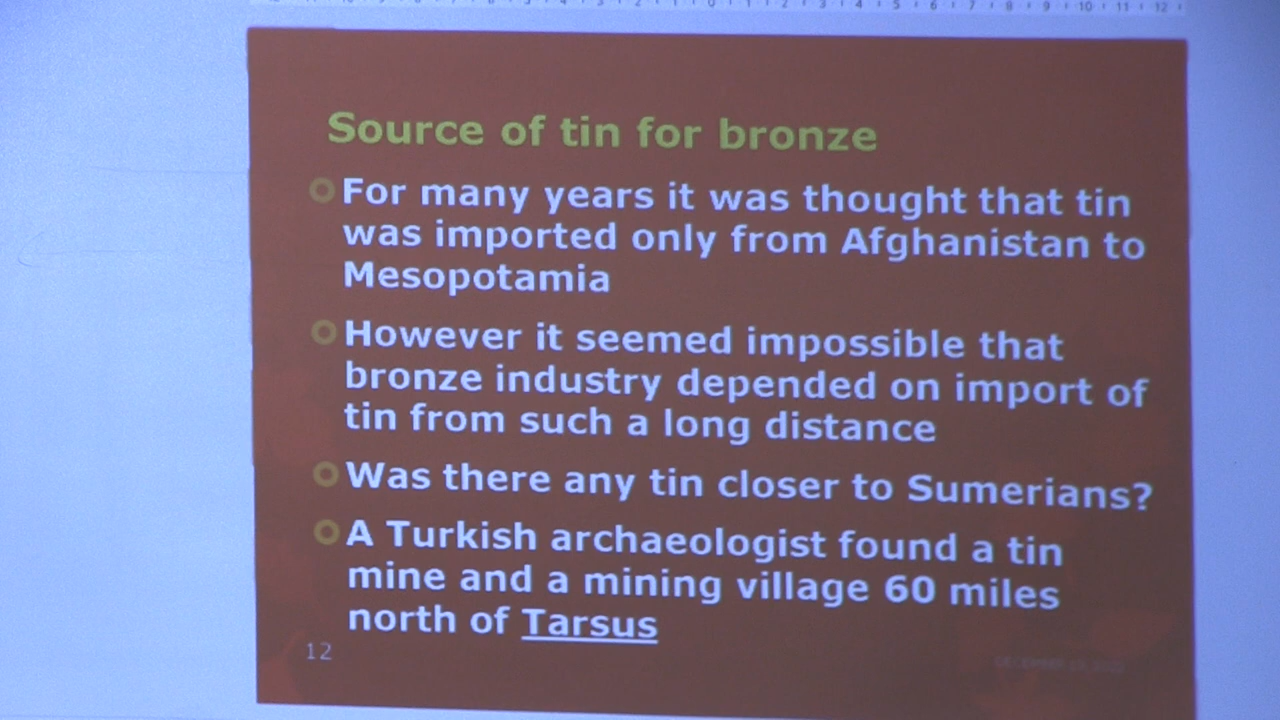 Source of tin for bronze
For many years it was thought that tin
was imported only from Afghanistan to
Mesopotamia
However it seemed impossible that
bronze industry depended on import of
tin from such a long distance
Was there any tin closer to Sumerians?
A Turkish archaeologist found a tin
mine and a mining village 60 miles
north of Tarsus
12